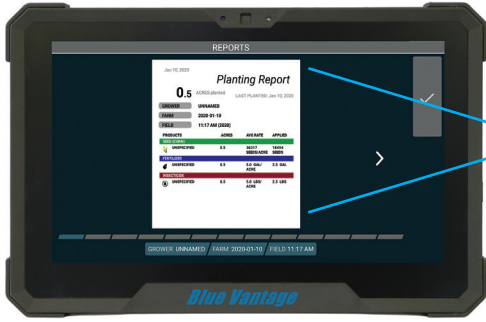 REPORTS
Jan 10, 2020
Planting Report
0.5 ACRES planted
LAST PLANTED: Jan 10, 2020
GROWER UNNAMED
FARM 2020-01-10
FIELD 11:17 AM (2020)
PRODUCTS ACRES AVG RATE APPLIED
SEED (CORN)
UNSPECIFIED 0.5 36317 18404
SEEDS/ACRE SEEDS
FERTILIZER
UNSPECIFIED 0.5 5.0 GAL/ 2.5 GAL
ACRE
INSECTICIDE
UNSPECIFIED 0.5 5.0 LBS/ 2.5 LBS
ACRE
GROWER: UNNAMED FARM: 2020-01-10 FIELD:11:17 AM
Blue Vantage